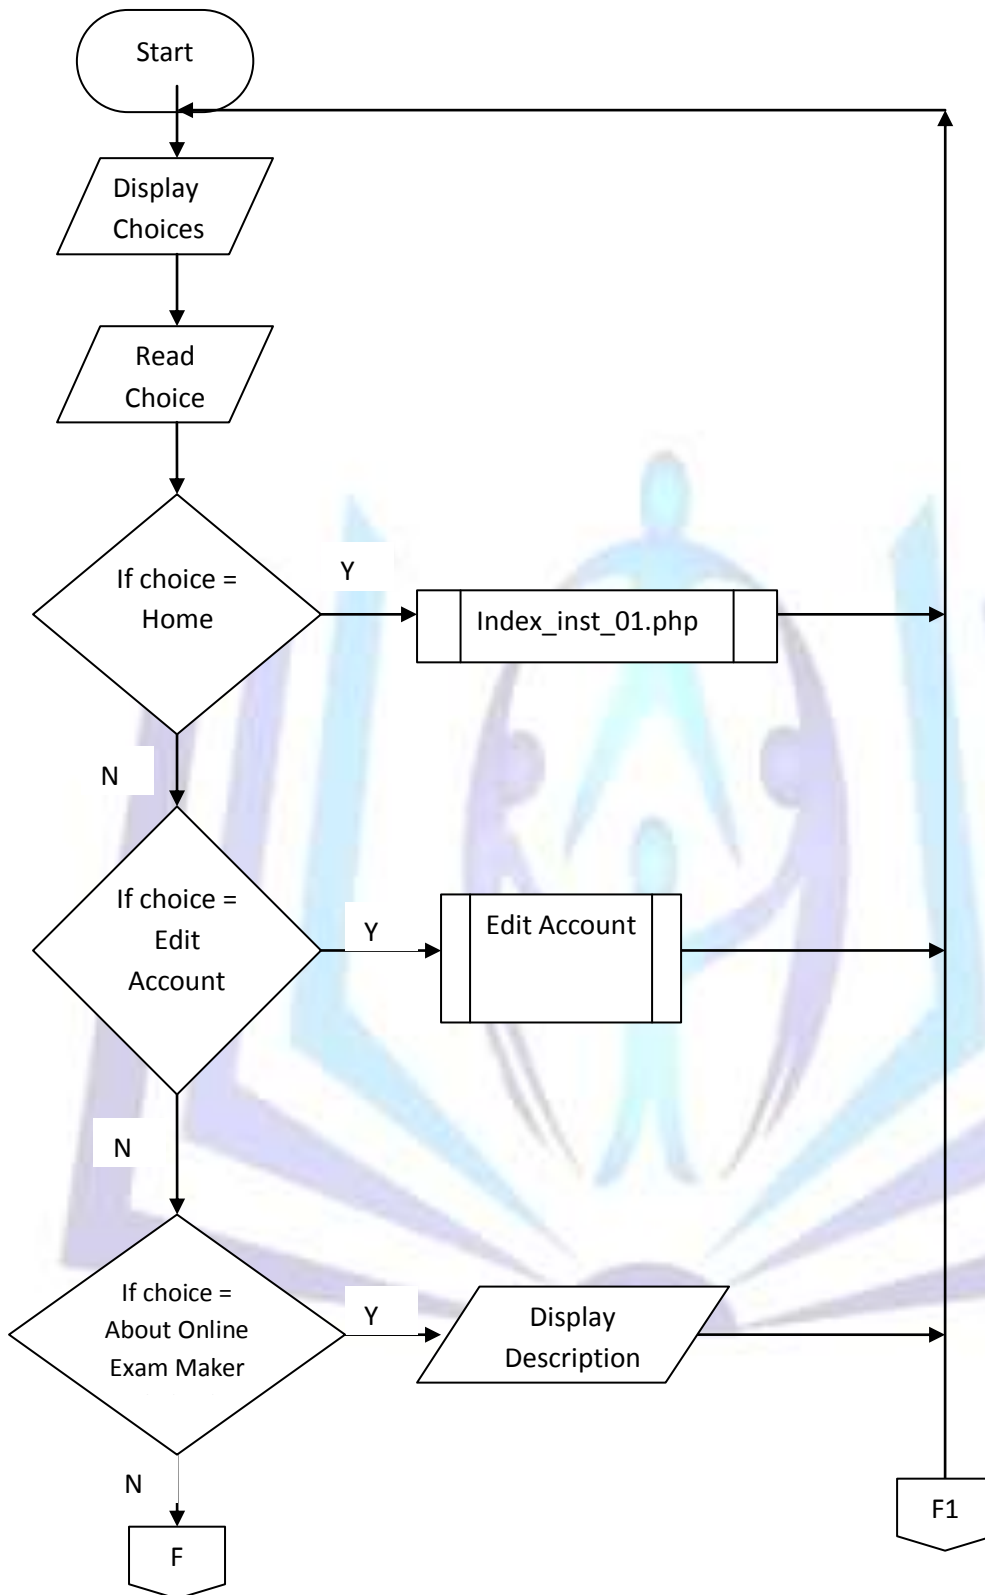 Start
Display
Choices
Read
Choice
If choice =
Home
Y
Index_inst_01.php
N
If choice =
Edit
Account
Y
Edit Account
N
If choice =
About Online
Exam Maker
Y
Display
Description
N
F
F1